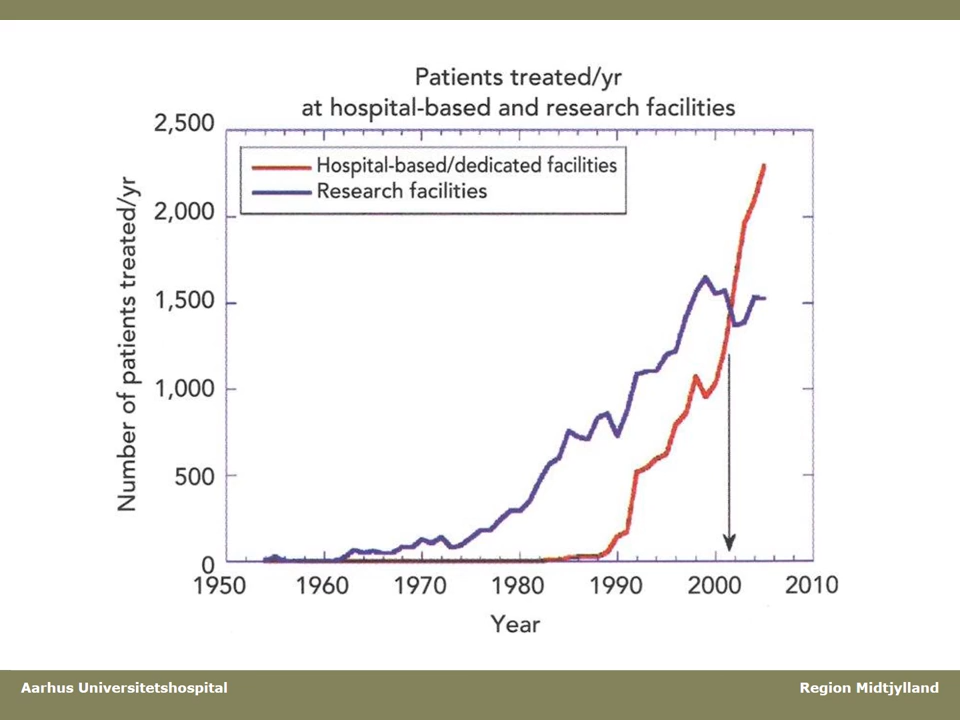 Patients treated/yr
at hospital-based and research facilities
2,500
2,000
1,500
1,000
500
0
Number of patients treated/yr
Hospital-based/dedicated facilities
Research facilities
1950 1960 1970 1980 1990 2000 2010
Year
Aarhus Universitetshospital Region Midtjylland